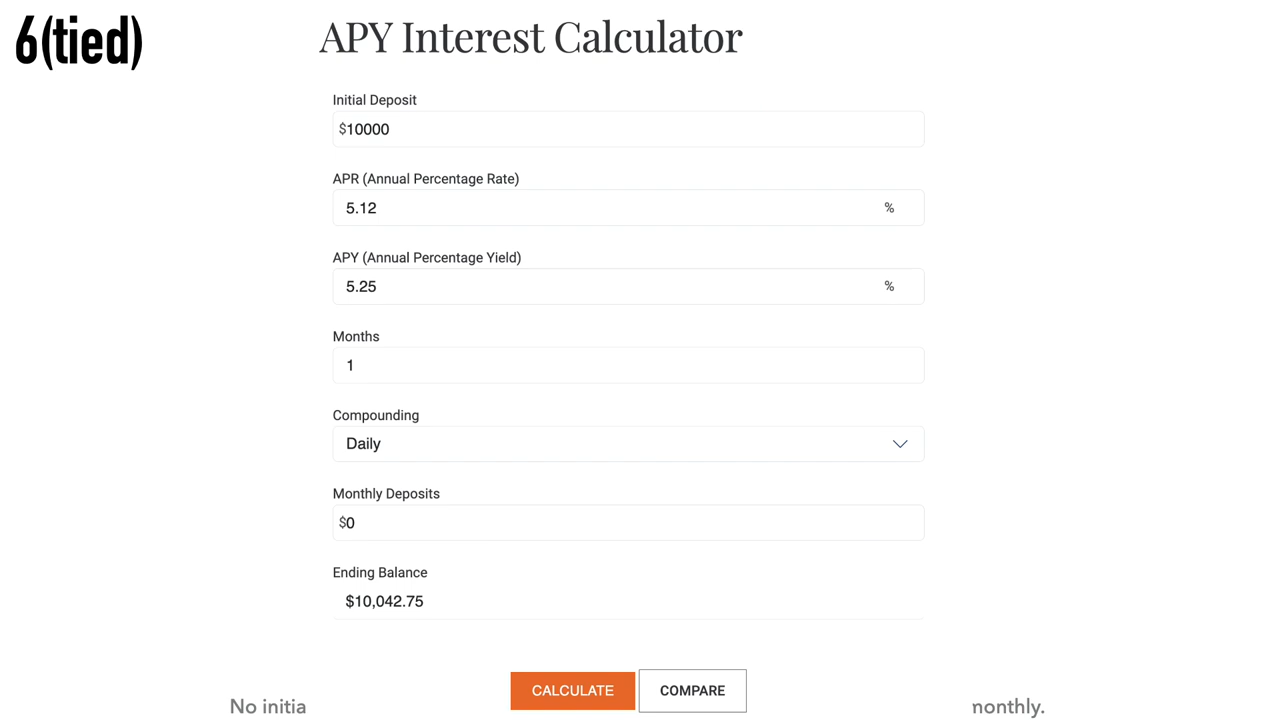 6(tied)
APY Interest Calculator
Initial Deposit
$10000
APR (Annual Percentage Rate)
5.12 %
APY (Annual Percentage Yield)
5.25 %
Months
1
Compounding
Daily
Monthly Deposits
$0
Ending Balance
$10,042.75
CALCULATE COMPARE
No initia monthly.